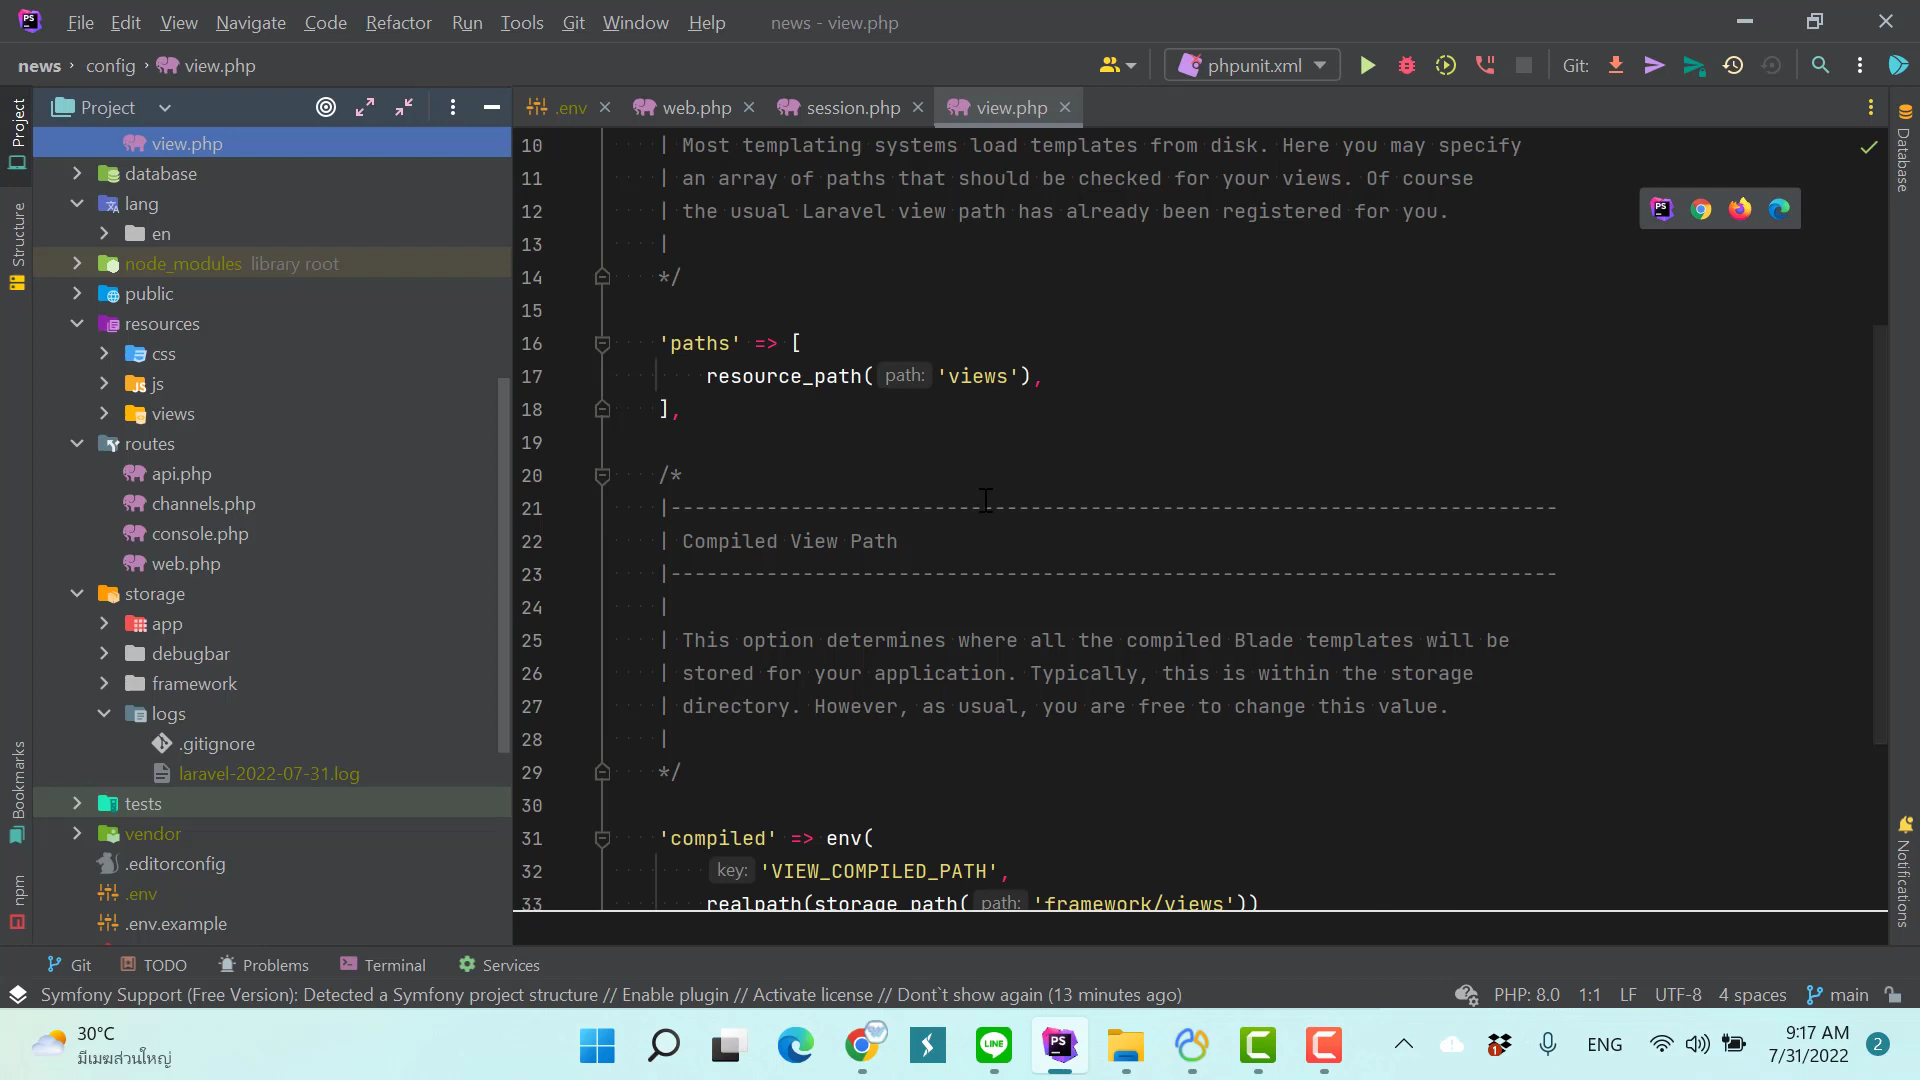 File Edit View Navigate Code Refactor Run Tools Git Window Help news - view.php
news config view.php phpunit.xml Git:
Project
.env web.php session.php view.php
view.php
database
lang
en
node_modules library root
public
resources
css
js
views
routes
api.php
channels.php
console.php
web.php
storage
app
debugbar
framework
logs
.gitignore
laravel-2022-07-31.log
tests
vendor
.editorconfig
.env
.env.example
10 | Most templating systems load templates from disk. Here you may specify
11 | an array of paths that should be checked for your views. Of course
12 | the usual Laravel view path has already been registered for you.
13 |
14 */
15
16 'paths' => [
17 resource_path( path: 'views'),
18 ],
19
20 /*
21 |--------------------------------------------------------------------------
22 | Compiled View Path
23 |--------------------------------------------------------------------------
24 |
25 | This option determines where all the compiled Blade templates will be
26 | stored for your application. Typically, this is within the storage
27 | directory. However, as usual, you are free to change this value.
28 |
29 */
30
31 'compiled' => env(
32 key: 'VIEW_COMPILED_PATH',
33 realpath(storage_path( path: 'framework/views'))
Project
Structure
Bookmarks
npm
Database
Notifications
Git TODO Problems Terminal Services
Symfony Support (Free Version): Detected a Symfony project structure // Enable plugin // Activate license // Dont`t show again (13 minutes ago) PHP: 8.0 1:1 LF UTF-8 4 spaces main
30°C
มีเมฆส่วนใหญ่
ENG
9:17 AM
7/31/2022
2